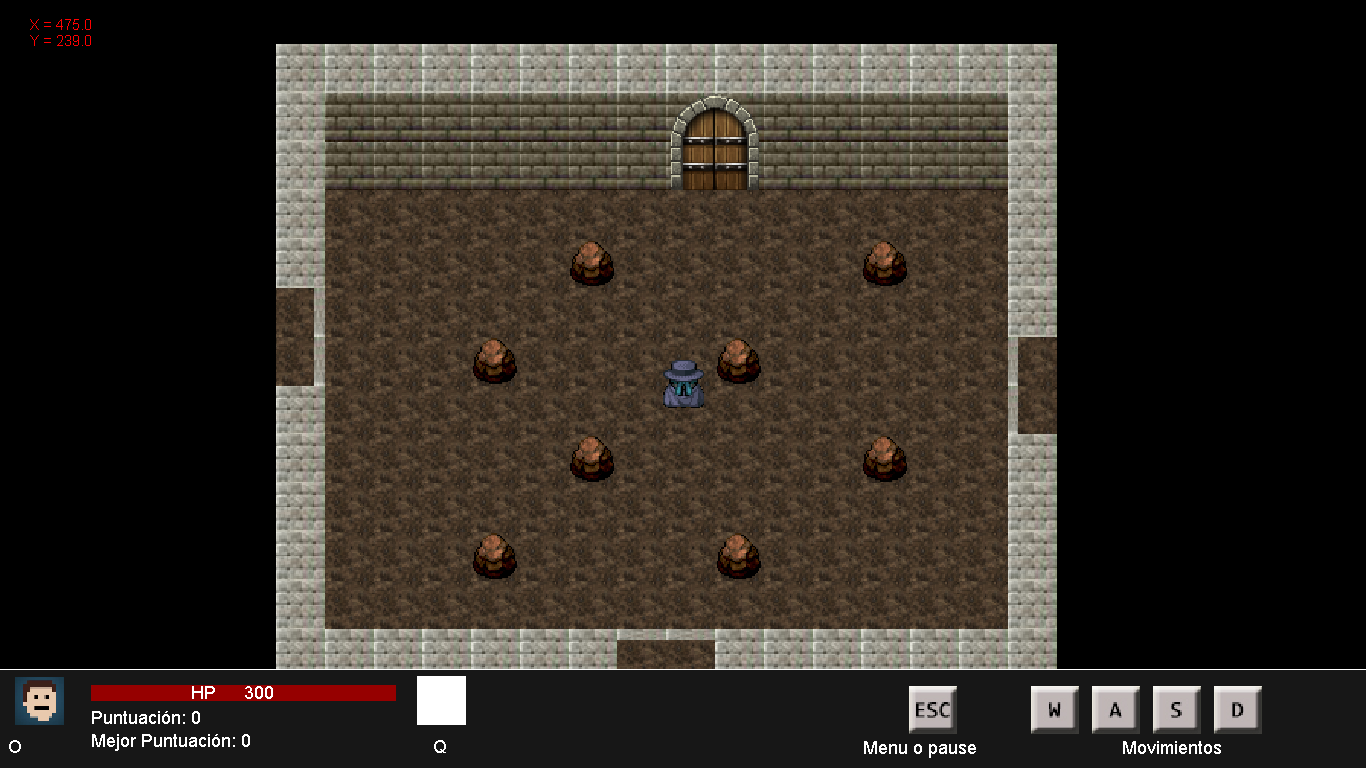 X = 475.0
Y = 239.0
HP 300
Puntuación: 0
Mejor Puntuación: 0
O
Q
ESC
Menu o pause
W A S D
Movimientos